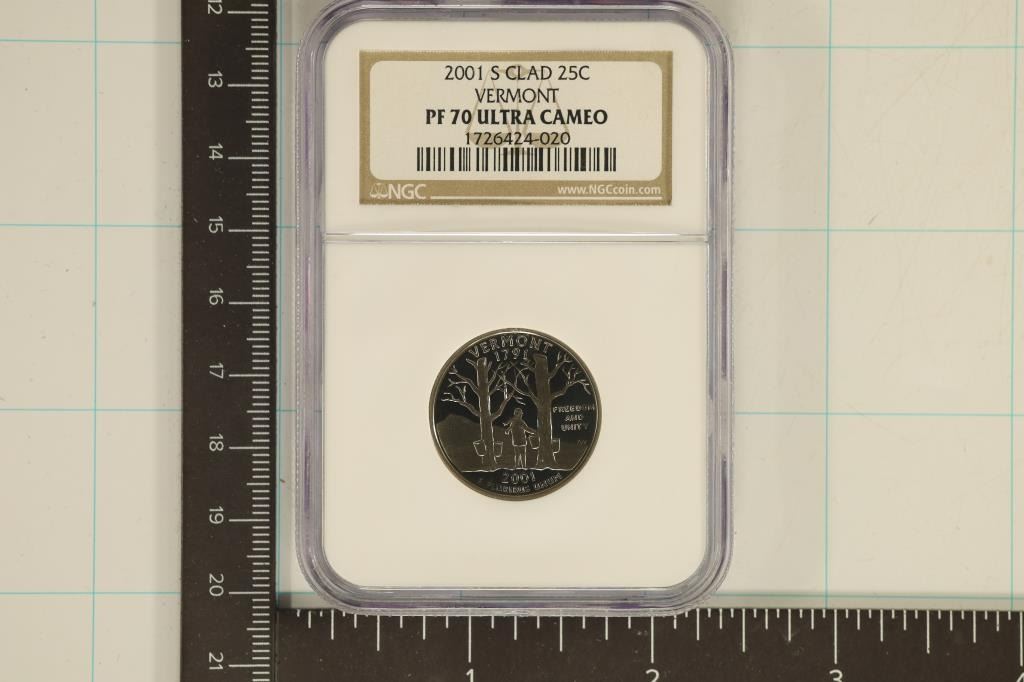 2001 S CLAD 25C
VERMONT
PF 70 ULTRA CAMEO
1726424-020
NGC www.NGCcoin.com
VERMONT
1791
FREEDOM
AND
UNITY
2001
E PLURIBUS UNUM
12
13
14
15
16
17
18
19
20
21
1 2 3 4